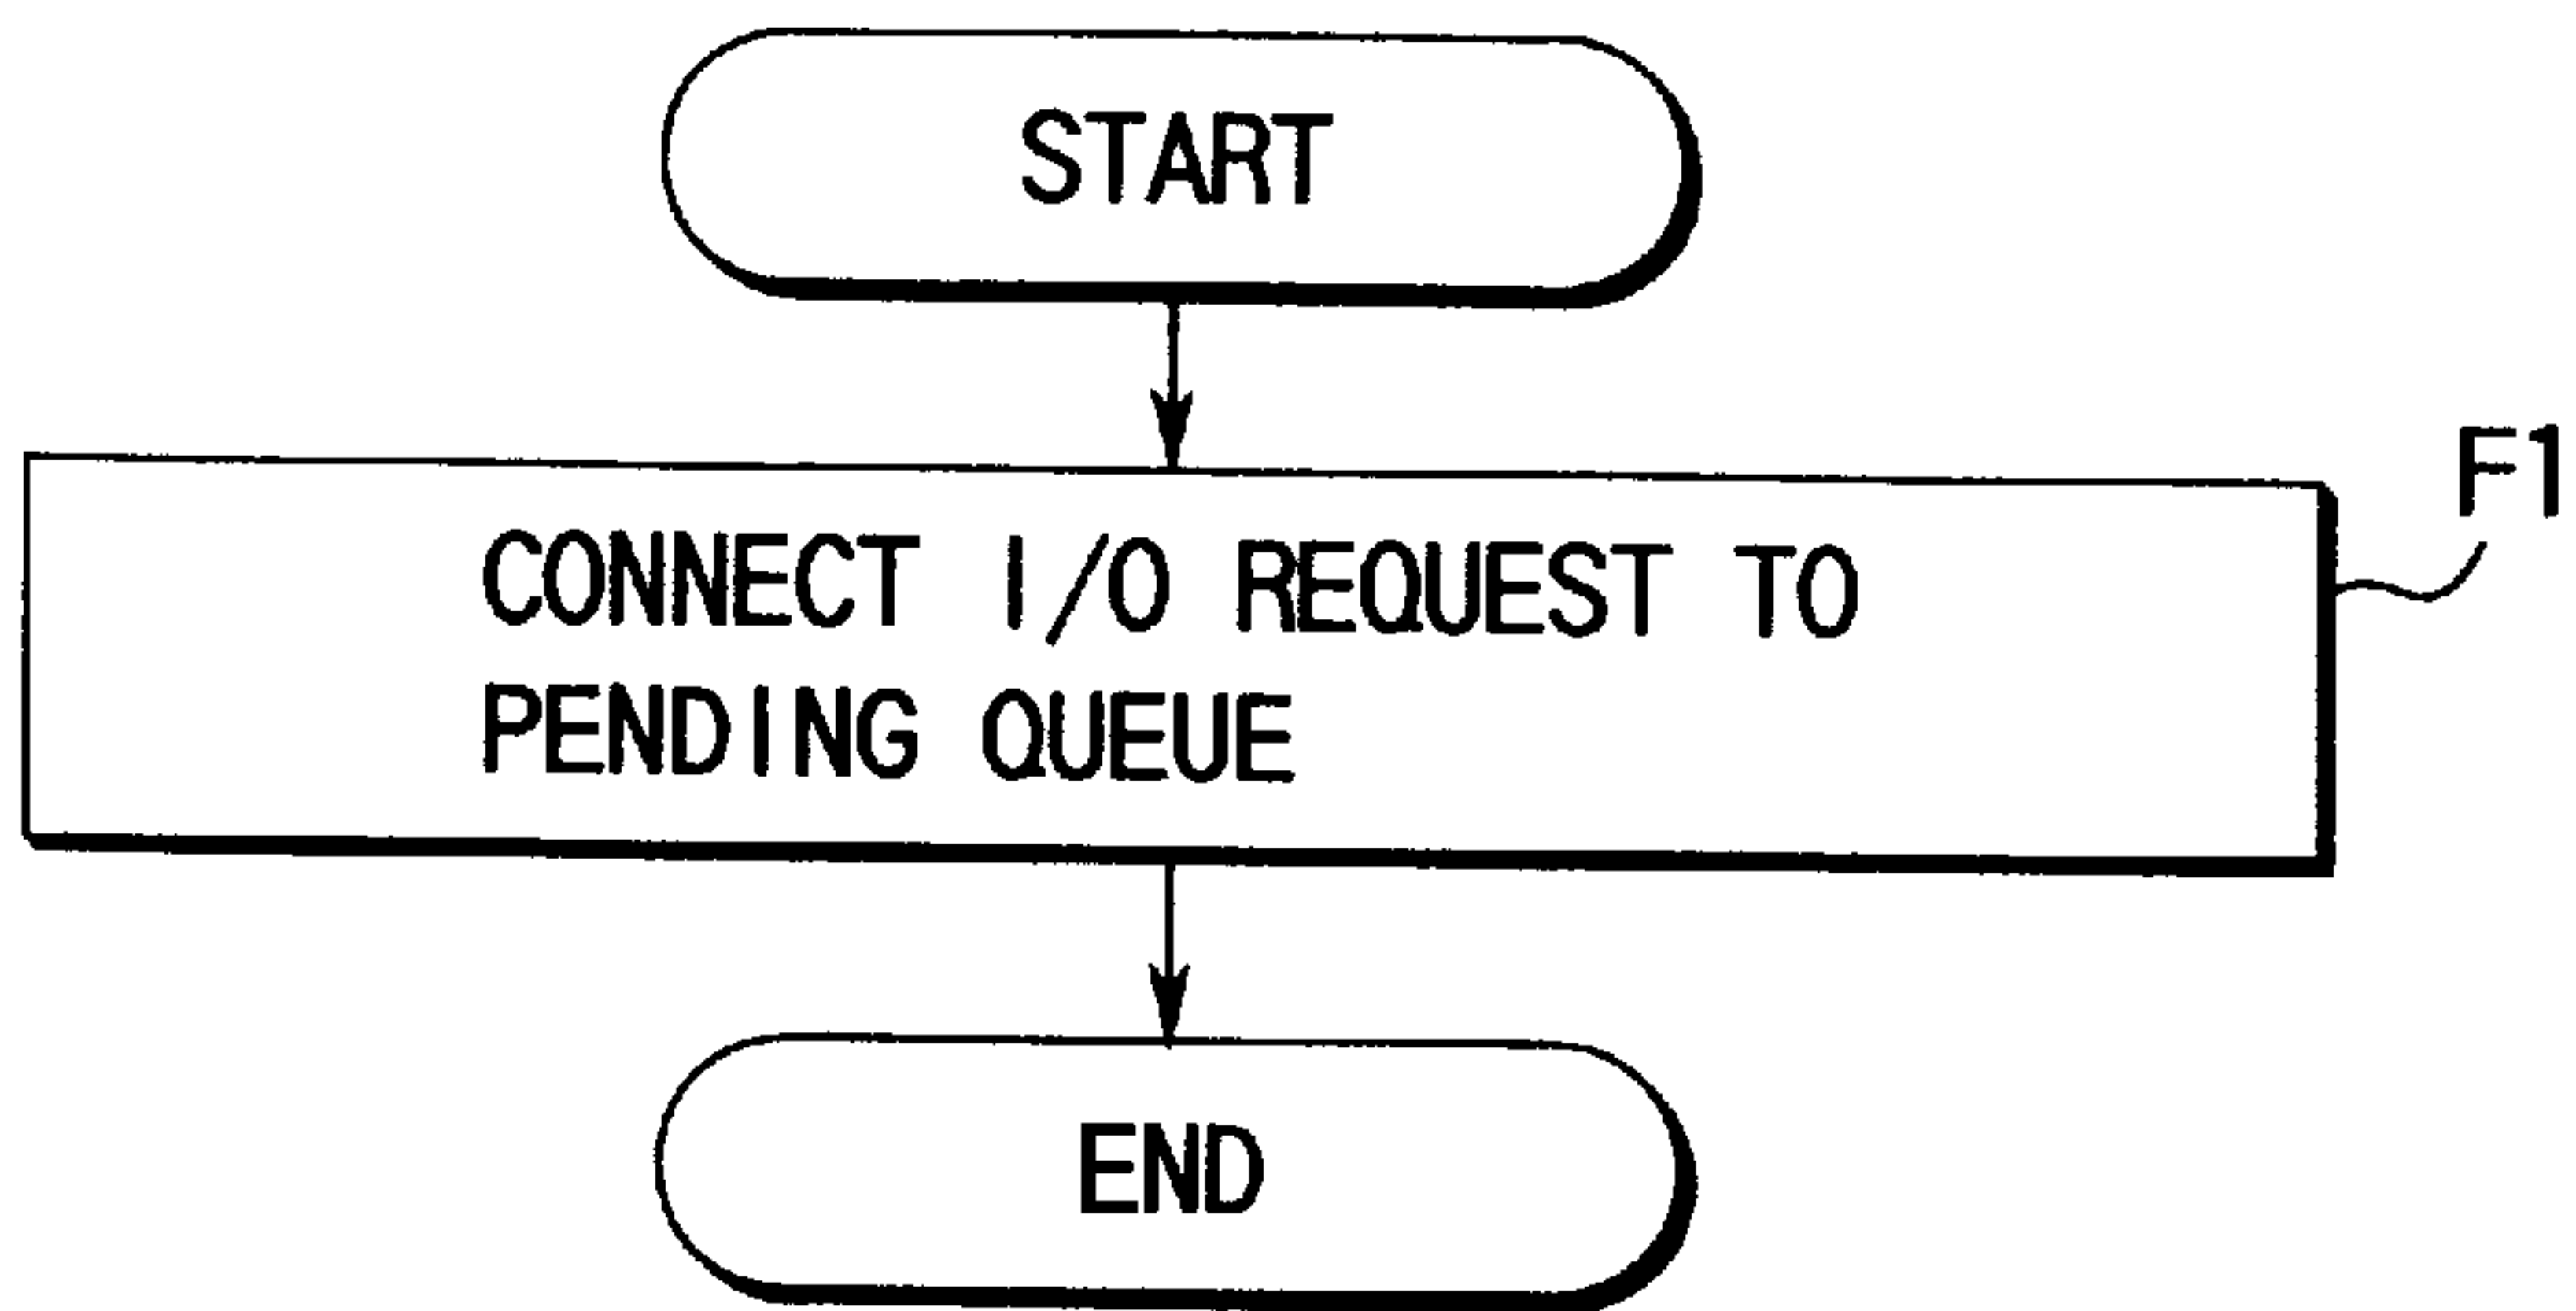 START
F1
CONNECT I/O REQUEST TO
PENDING QUEUE
END